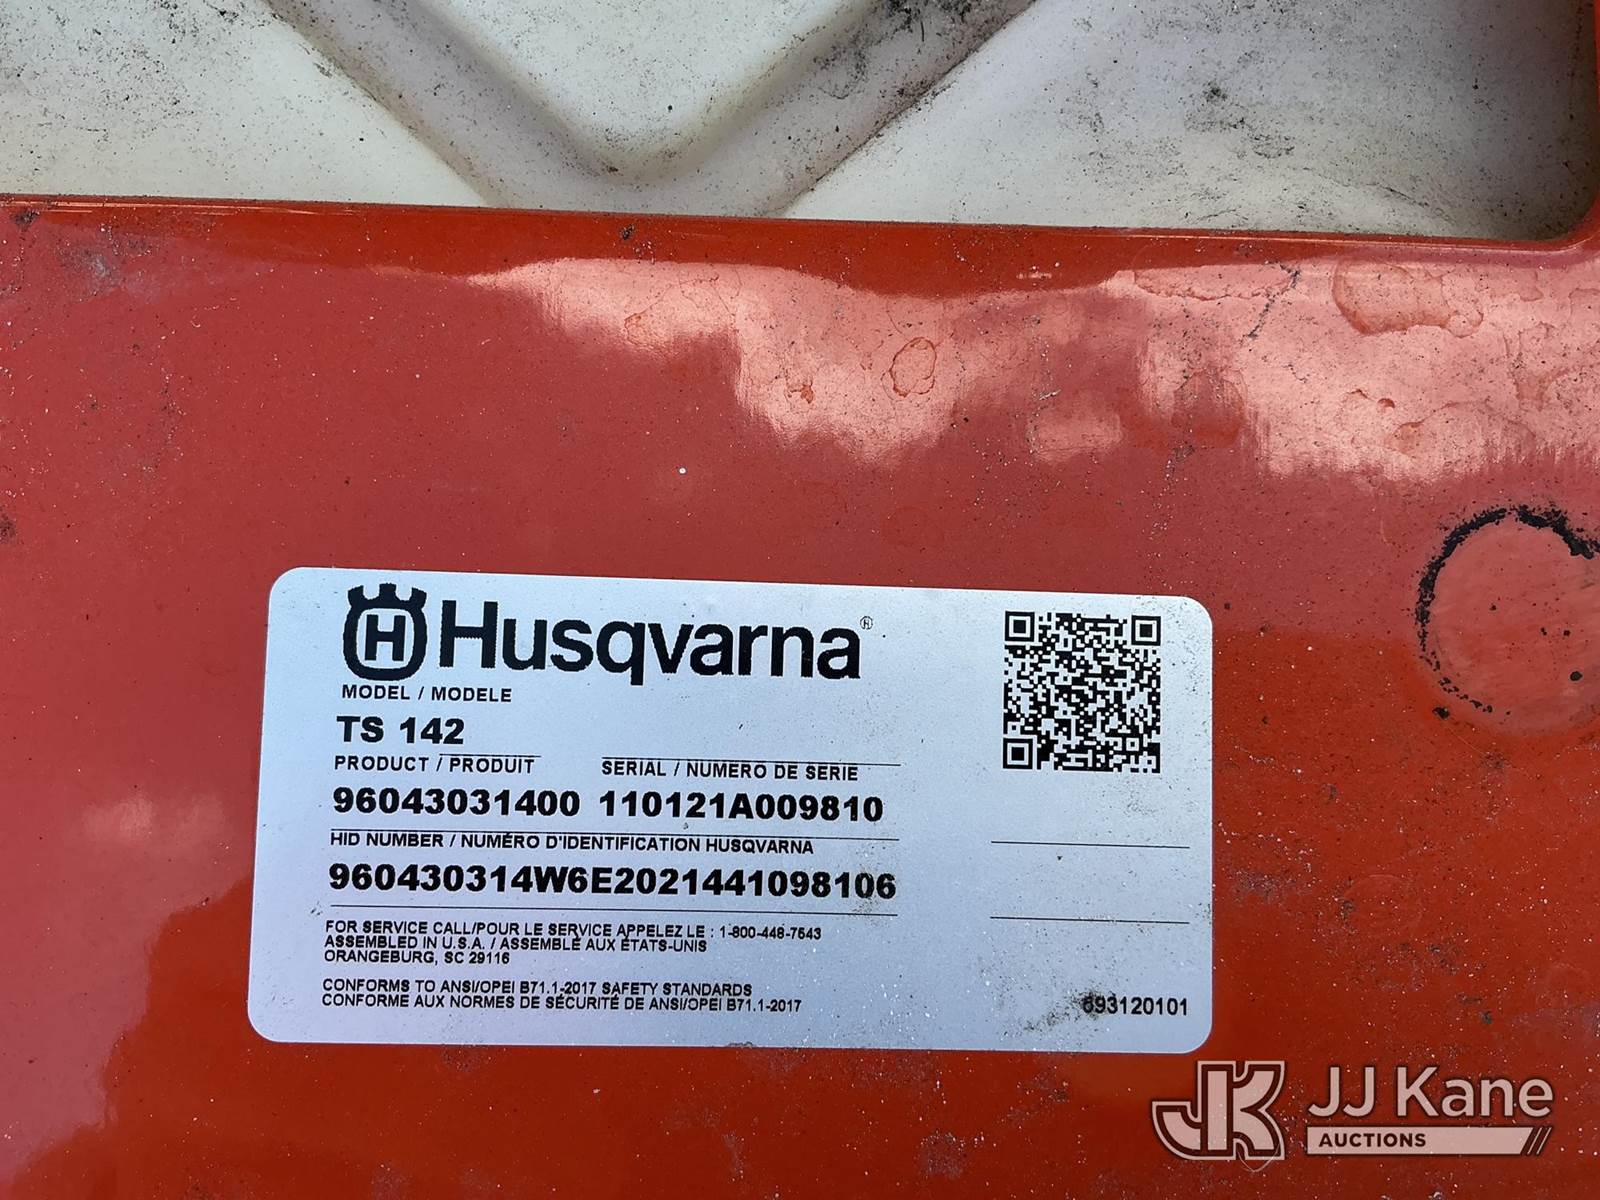 H Husqvarna®
MODEL / MODELE
TS 142
PRODUCT / PRODUIT SERIAL / NUMERO DE SERIE
96043031400 110121A009810
HID NUMBER / NUMÉRO D'IDENTIFICATION HUSQVARNA
960430314W6E2021441098106
FOR SERVICE CALL/POUR LE SERVICE APPELEZ LE : 1-800-448-7543
ASSEMBLED IN U.S.A. / ASSEMBLÉ AUX ÉTATS-UNIS
ORANGEBURG, SC 29116
CONFORMS TO ANSI/OPEI B71.1-2017 SAFETY STANDARDS
CONFORME AUX NORMES DE SÉCURITÉ DE ANSI/OPEI B71.1-2017
693120101
JK JJ Kane
AUCTIONS